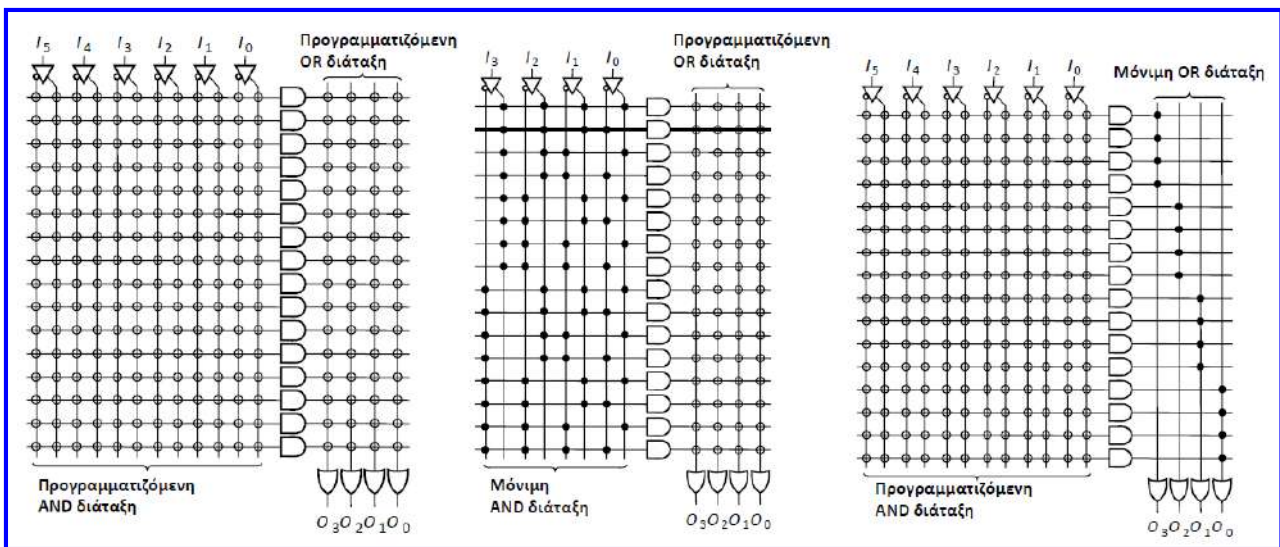 I5 I4 I3 I2 I1 I0
Προγραμματιζόμενη
OR διάταξη
Προγραμματιζόμενη
AND διάταξη
O3 O2 O1 O0
I3 I2 I1 I0
Προγραμματιζόμενη
OR διάταξη
Μόνιμη
AND διάταξη
O3 O2 O1 O0
I5 I4 I3 I2 I1 I0
Μόνιμη OR διάταξη
Προγραμματιζόμενη
AND διάταξη
O3 O2 O1 O0